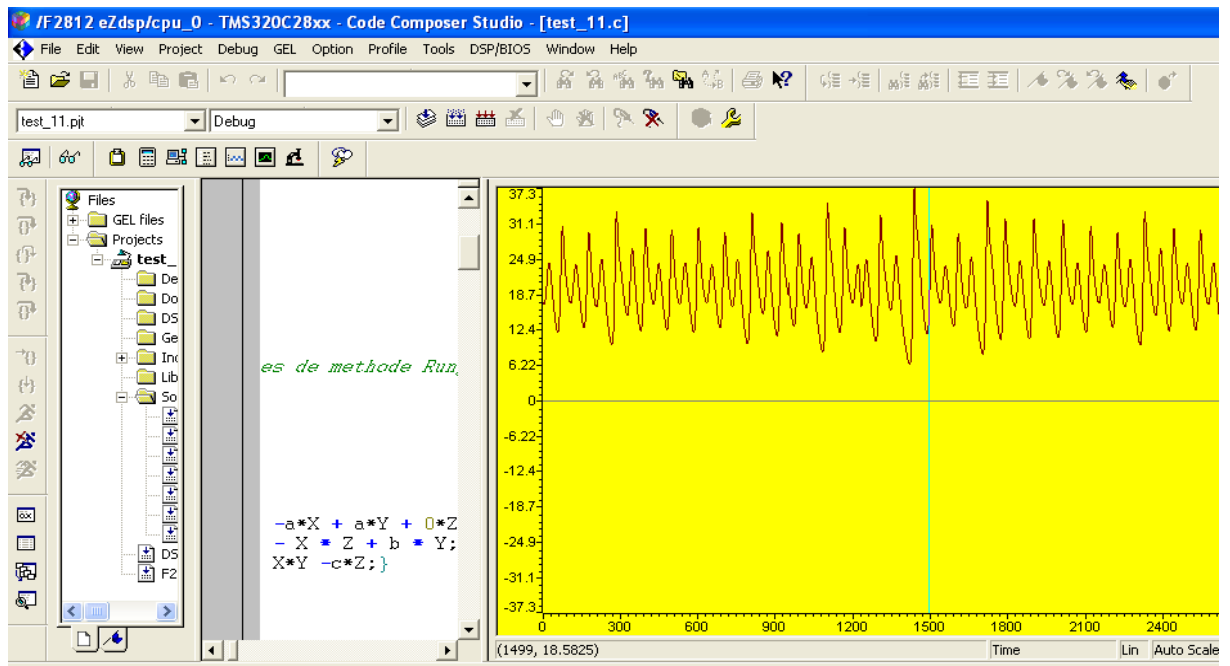 /F2812 eZdsp/cpu_0 - TMS320C28xx - Code Composer Studio - [test_11.c]
File Edit View Project Debug GEL Option Profile Tools DSP/BIOS Window Help
test_11.pjt Debug
Files
GEL files
Projects
test_
De
Do
DS
Ge
Inc
Lib
So
DS
F2
es de methode Run
-a*X + a*Y + 0*Z
- X * Z + b * Y;
X*Y -c*Z;}
37.3
31.1
24.9
18.7
12.4
6.22
0
-6.22
-12.4
-18.7
-24.9
-31.1
-37.3
0 300 600 900 1200 1500 1800 2100 2400
(1499, 18.5825) Time Lin Auto Scale